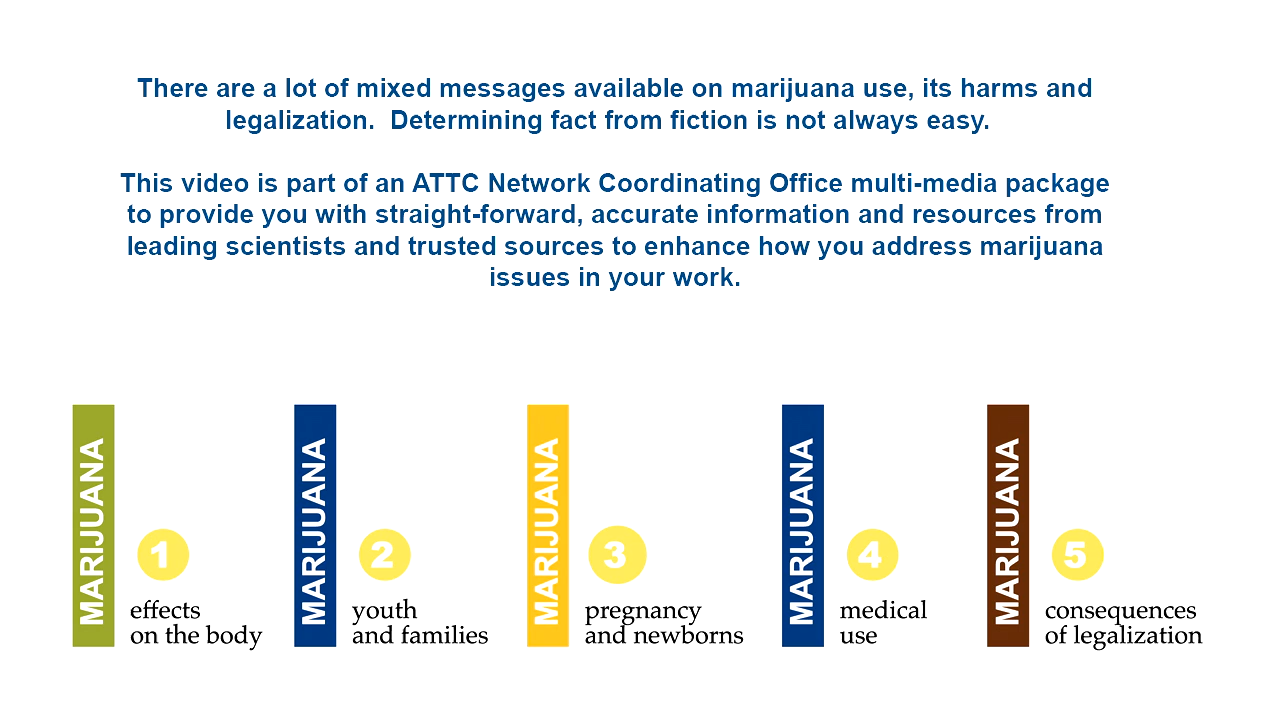 There are a lot of mixed messages available on marijuana use, its harms and
legalization.  Determining fact from fiction is not always easy.
This video is part of an ATTC Network Coordinating Office multi-media package
to provide you with straight-forward, accurate information and resources from
leading scientists and trusted sources to enhance how you address marijuana
issues in your work.
MARIJUANA
1
effects
on the body
MARIJUANA
2
youth
and families
MARIJUANA
3
pregnancy
and newborns
MARIJUANA
4
medical
use
MARIJUANA
5
consequences
of legalization